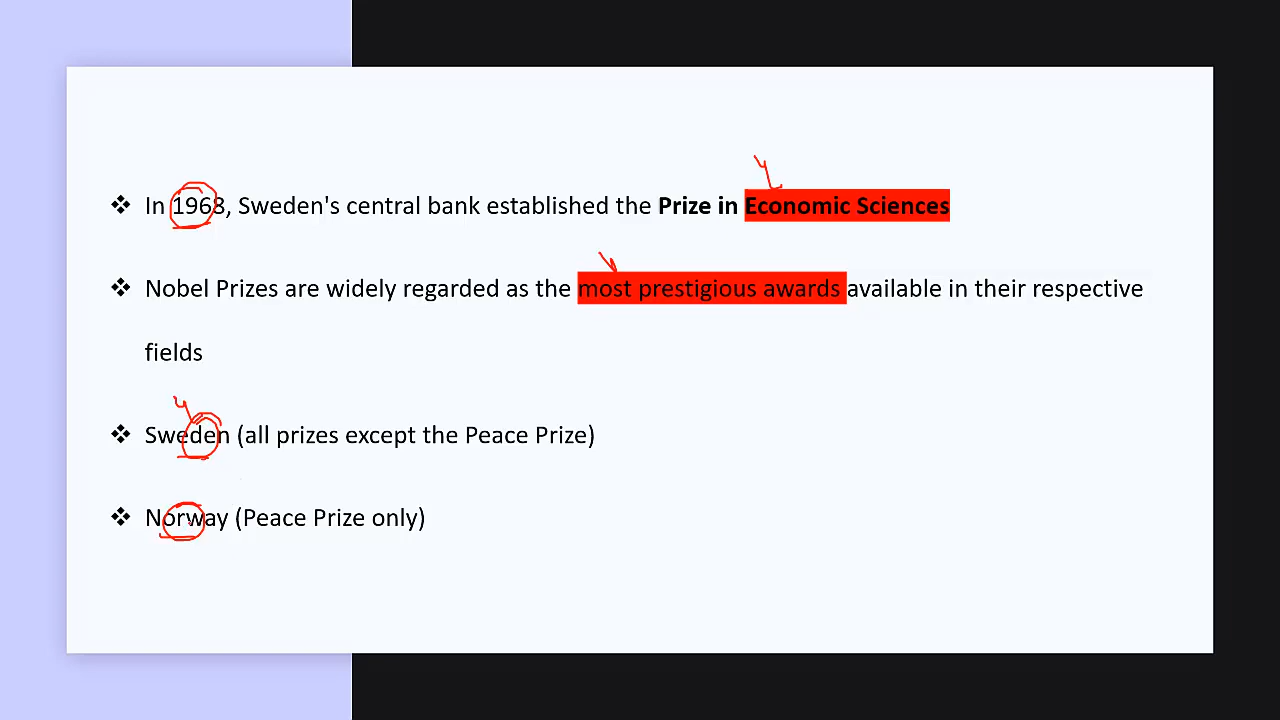 ❖ In 1968, Sweden's central bank established the Prize in Economic Sciences
❖ Nobel Prizes are widely regarded as the most prestigious awards available in their respective
fields
❖ Sweden (all prizes except the Peace Prize)
❖ Norway (Peace Prize only)